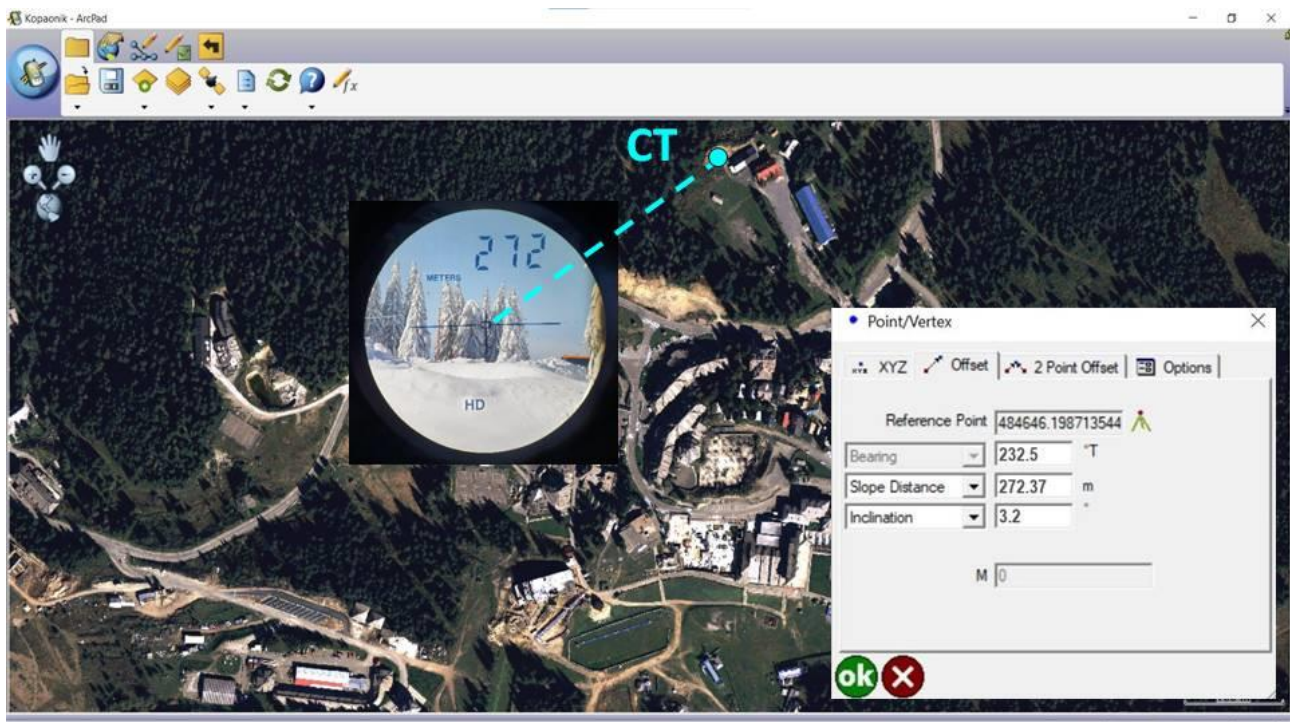 Kopaonik - ArcPad
CT
272
METERS
HD
Point/Vertex
XYZ Offset 2 Point Offset Options
Reference Point 484646.198713544
Bearing 232.5 °T
Slope Distance 272.37 m
Inclination 3.2 °
M 0
ok